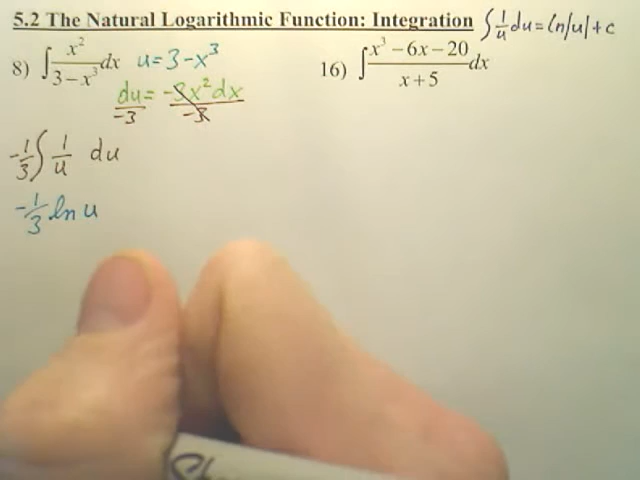 5.2 The Natural Logarithmic Function: Integration ∫ 1/u du = ln|u| + c
8) ∫ x²/(3 − x³) dx u = 3 − x³
du/−3 = −3x² dx/−3
−1/3 ∫ 1/u du
−1/3 ln u
16) ∫ (x³ − 6x − 20)/(x + 5) dx